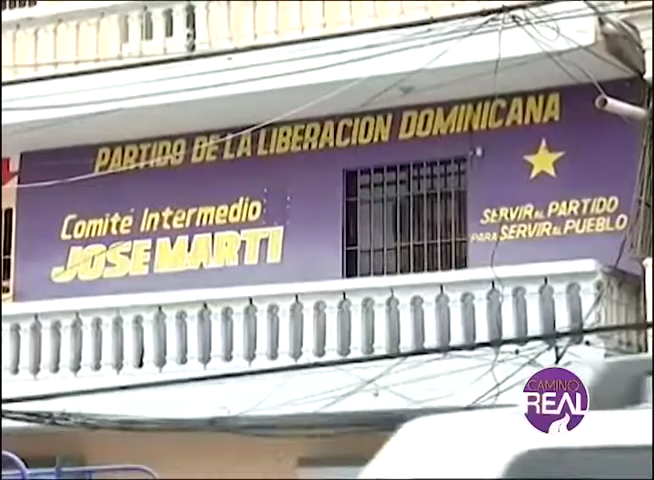 PARTIDO DE LA LIBERACION DOMINICANA
Comite Intermedio
JOSE MARTI
SERVIR AL PARTIDO
PARA SERVIR AL PUEBLO
CAMINO
REAL